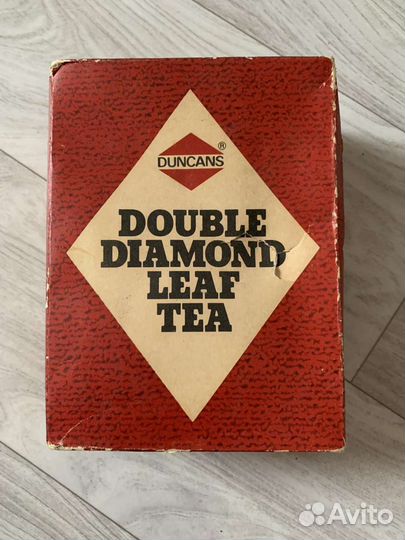 DUNCANS ®
DOUBLE
DIAMOND
LEAF
TEA
Avito